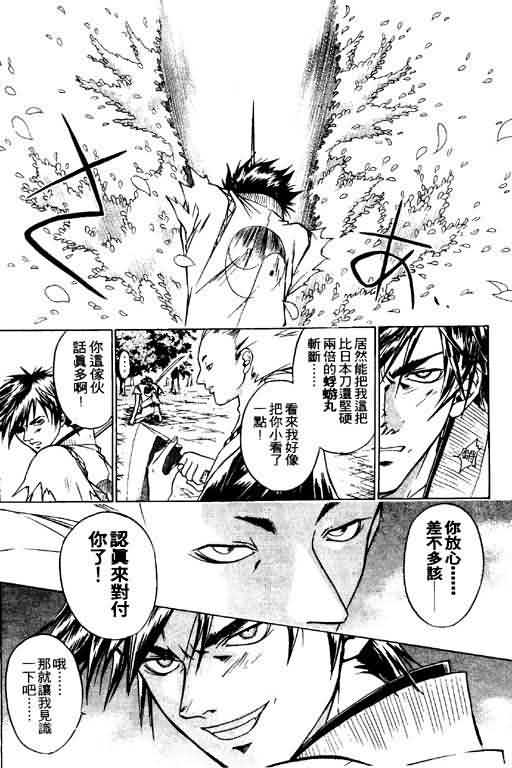 ざ
あ
居然能把我這把
比日本刀還堅硬
兩倍的蜉蝣丸
斬斷…
看來我好像
把你小看了
一點！
…
你這傢伙
話真多啊！
你放心……
差不多該—
認真來對付
你了！
哦……
那就讓我見識
一下吧……